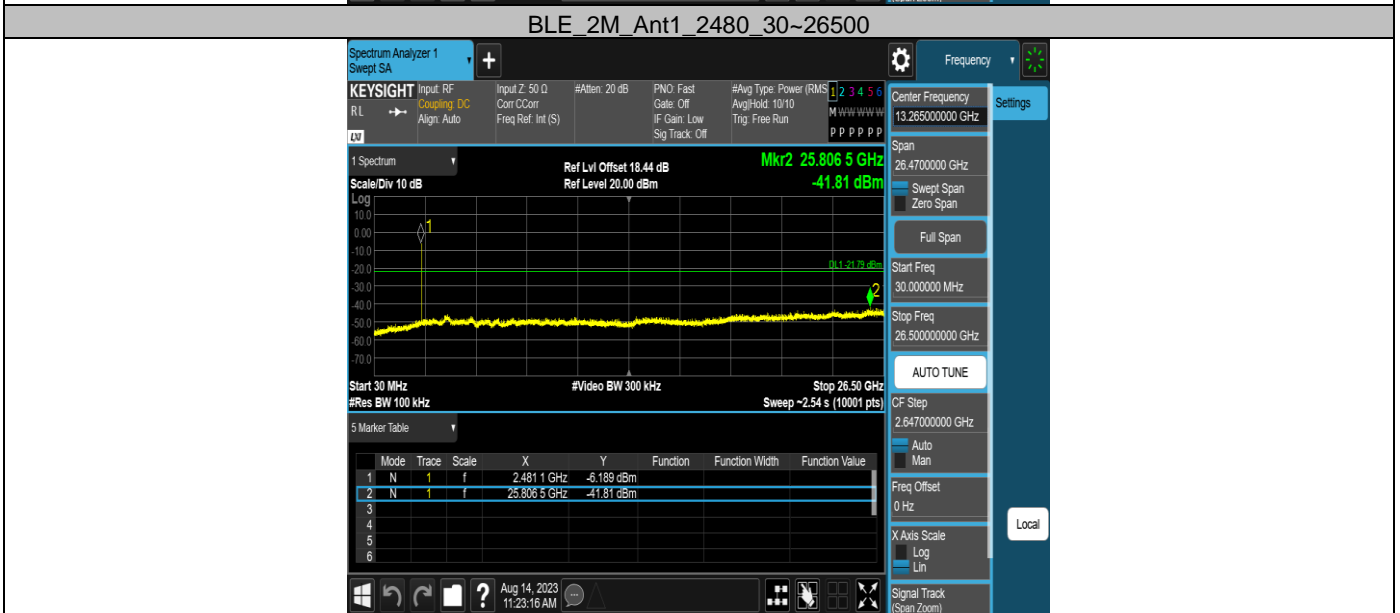 (Span Zoom)
BLE_2M_Ant1_2480_30~26500
Spectrum Analyzer 1
Swept SA
+
Frequency
KEYSIGHT
RL
LXI
Input: RF
Coupling: DC
Align: Auto
Input Z: 50 Ω
Corr CCorr
Freq Ref: Int (S)
#Atten: 20 dB
PNO: Fast
Gate: Off
IF Gain: Low
Sig Track: Off
#Avg Type: Power (RMS
Avg|Hold: 10/10
Trig: Free Run
1 2 3 4 5 6
M W W W W W
P P P P P P
1 Spectrum
Scale/Div 10 dB
Ref Lvl Offset 18.44 dB
Ref Level 20.00 dBm
Mkr2 25.806 5 GHz
-41.81 dBm
Log
10.0
0.00
-10.0
-20.0
-30.0
-40.0
-50.0
-60.0
-70.0
1
DL1 -21.79 dBm
2
Start 30 MHz
#Video BW 300 kHz
Stop 26.50 GHz
#Res BW 100 kHz
Sweep ~2.54 s (10001 pts)
5 Marker Table
Mode Trace Scale X Y Function Function Width Function Value
1 N 1 f 2.481 1 GHz -6.189 dBm
2 N 1 f 25.806 5 GHz -41.81 dBm
3
4
5
6
?
Aug 14, 2023
11:23:16 AM
Center Frequency
13.265000000 GHz
Settings
Span
26.4700000 GHz
Swept Span
Zero Span
Full Span
Start Freq
30.000000 MHz
Stop Freq
26.500000000 GHz
AUTO TUNE
CF Step
2.647000000 GHz
Auto
Man
Freq Offset
0 Hz
Local
X Axis Scale
Log
Lin
Signal Track
(Span Zoom)